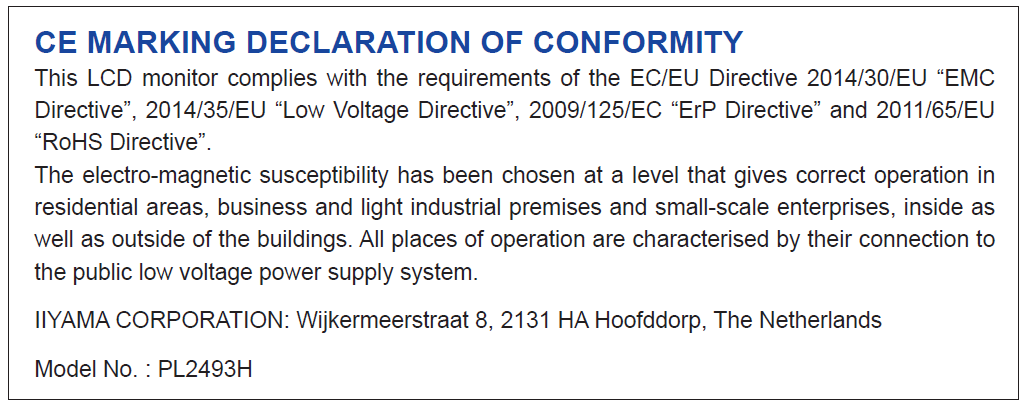 CE MARKING DECLARATION OF CONFORMITY
This LCD monitor complies with the requirements of the EC/EU Directive 2014/30/EU “EMC
Directive”, 2014/35/EU “Low Voltage Directive”, 2009/125/EC “ErP Directive” and 2011/65/EU
“RoHS Directive”.
The electro-magnetic susceptibility has been chosen at a level that gives correct operation in
residential areas, business and light industrial premises and small-scale enterprises, inside as
well as outside of the buildings. All places of operation are characterised by their connection to
the public low voltage power supply system.
IIYAMA CORPORATION: Wijkermeerstraat 8, 2131 HA Hoofddorp, The Netherlands
Model No. : PL2493H